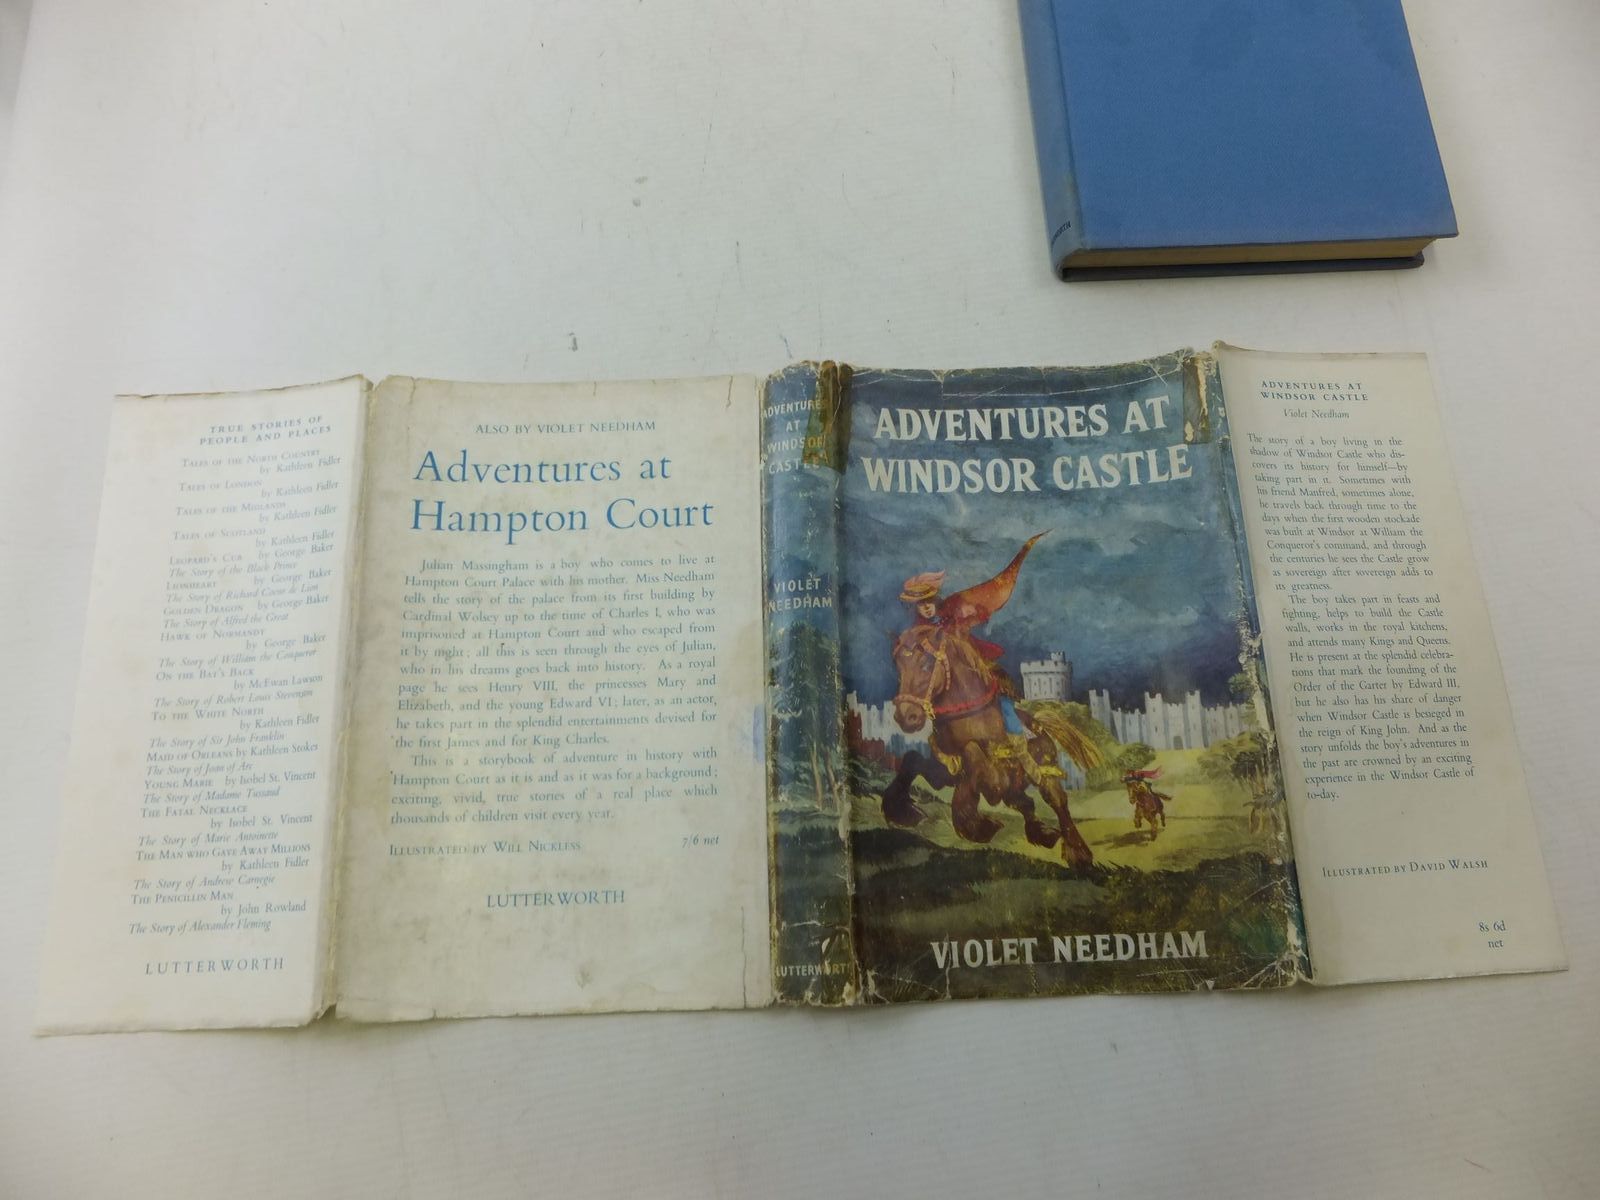 TRUE STORIES OF
PEOPLE AND PLACES
TALES OF THE NORTH COUNTRY
by Kathleen Fidler
TALES OF LONDON
by Kathleen Fidler
TALES OF THE MIDLANDS
by Kathleen Fidler
TALES OF SCOTLAND
by Kathleen Fidler
LEOPARD'S CUB by George Baker
The Story of the Black Prince
LIONHEART by George Baker
The Story of Richard Coeur de Lion
GOLDEN DRAGON by George Baker
The Story of Alfred the Great
HAWK OF NORMANDY
by George Baker
The Story of William the Conqueror
ON THE BAT'S BACK
by McEwan Lawson
The Story of Robert Louis Stevenson
TO THE WHITE NORTH
by Kathleen Fidler
The Story of Sir John Franklin
MAID OF ORLEANS by Kathleen Stokes
The Story of Joan of Arc
YOUNG MARIE by Isobel St. Vincent
The Story of Madame Tussaud
THE FATAL NECKLACE
by Isobel St. Vincent
The Story of Marie Antoinette
THE MAN WHO GAVE AWAY MILLIONS
by Kathleen Fidler
The Story of Andrew Carnegie
THE PENICILLIN MAN
by John Rowland
The Story of Alexander Fleming
LUTTERWORTH
ALSO BY VIOLET NEEDHAM
Adventures at
Hampton Court
Julian Massingham is a boy who comes to live at
Hampton Court Palace with his mother. Miss Needham
tells the story of the palace from its first building by
Cardinal Wolsey up to the time of Charles I, who was
imprisoned at Hampton Court and who escaped from
it by night; all this is seen through the eyes of Julian,
who in his dreams goes back into history. As a royal
page he sees Henry VIII, the princesses Mary and
Elizabeth, and the young Edward VI; later, as an actor,
he takes part in the splendid entertainments devised for
the first James and for King Charles.
This is a storybook of adventure in history with
Hampton Court as it is and as it was for a background;
exciting, vivid, true stories of a real place which
thousands of children visit every year.
ILLUSTRATED BY WILL NICKLESS 7/6 net
LUTTERWORTH
ADVENTURES
AT
WINDSOR
CASTLE
VIOLET
NEEDHAM
LUTTERWORTH
ADVENTURES AT
WINDSOR CASTLE
VIOLET NEEDHAM
ADVENTURES AT
WINDSOR CASTLE
Violet Needham
The story of a boy living in the
shadow of Windsor Castle who dis-
covers its history for himself—by
taking part in it. Sometimes with
his friend Manfred, sometimes alone,
he travels back through time to the
days when the first wooden stockade
was built at Windsor at William the
Conqueror's command, and through
the centuries he sees the Castle grow
as sovereign after sovereign adds to
its greatness.
The boy takes part in feasts and
fighting, helps to build the Castle
walls, works in the royal kitchens,
and attends many Kings and Queens.
He is present at the splendid celebra-
tions that mark the founding of the
Order of the Garter by Edward III,
but he also has his share of danger
when Windsor Castle is besieged in
the reign of King John. And as the
story unfolds the boy's adventures in
the past are crowned by an exciting
experience in the Windsor Castle of
to-day.
ILLUSTRATED BY DAVID WALSH
8s 6d
net